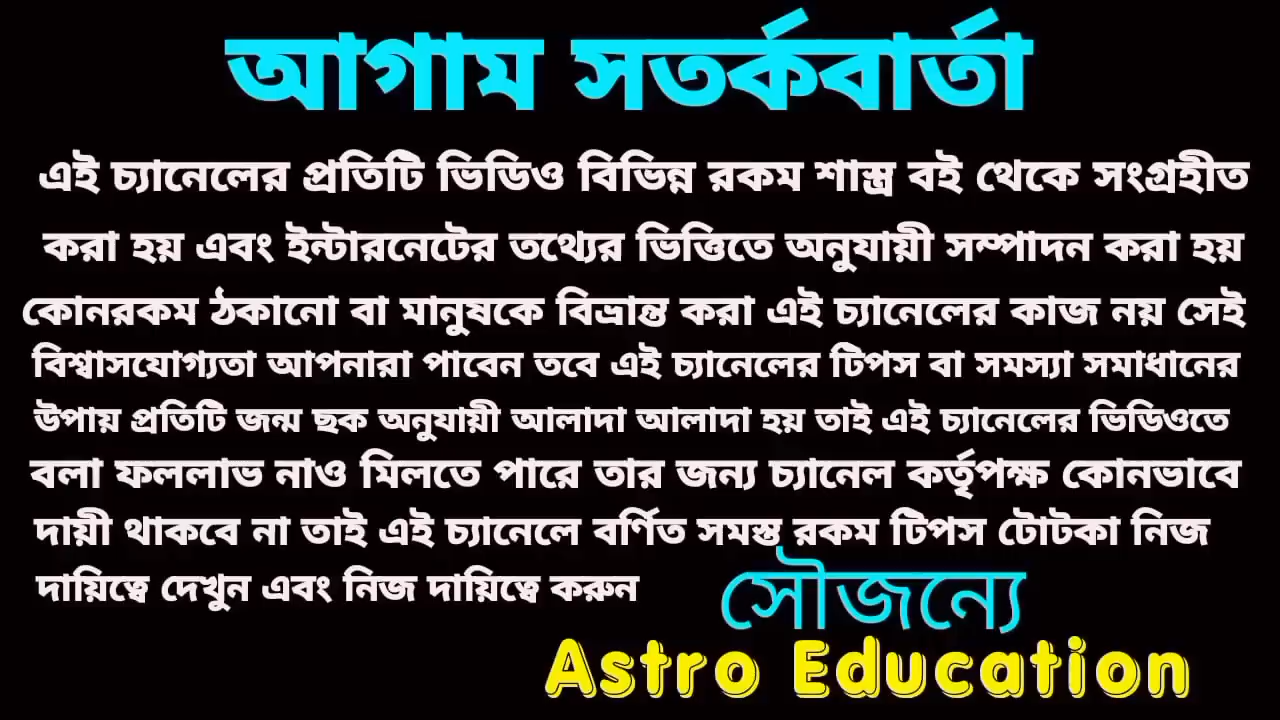 আগাম সতর্কবার্তা
এই চ্যানেলের প্রতিটি ভিডিও বিভিন্ন রকম শাস্ত্র বই থেকে সংগ্রহীত
করা হয় এবং ইন্টারনেটের তথ্যের ভিত্তিতে অনুযায়ী সম্পাদন করা হয়
কোনরকম ঠকানো বা মানুষকে বিভ্রান্ত করা এই চ্যানেলের কাজ নয় সেই
বিশ্বাসযোগ্যতা আপনারা পাবেন তবে এই চ্যানেলের টিপস বা সমস্যা সমাধানের
উপায় প্রতিটি জন্ম ছক অনুযায়ী আলাদা আলাদা হয় তাই এই চ্যানেলের ভিডিওতে
বলা ফললাভ নাও মিলতে পারে তার জন্য চ্যানেল কর্তৃপক্ষ কোনভাবে
দায়ী থাকবে না তাই এই চ্যানেলে বর্ণিত সমস্ত রকম টিপস টোটকা নিজ
দায়িত্বে দেখুন এবং নিজ দায়িত্বে করুন
সৌজন্যে
Astro Education